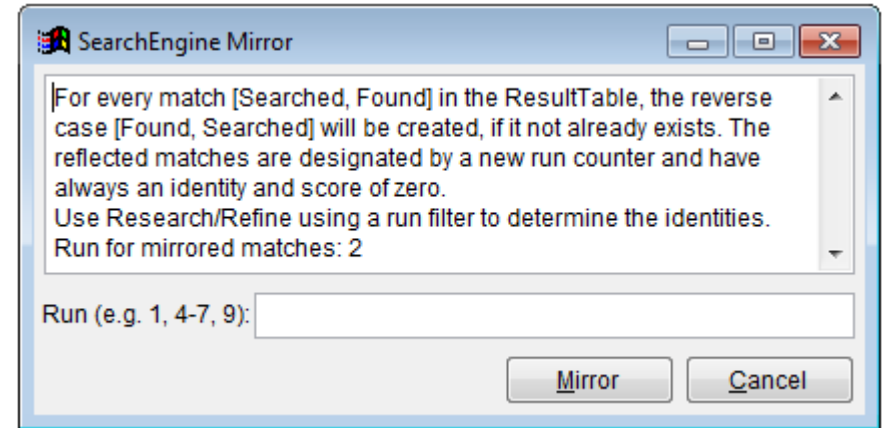 SearchEngine Mirror
For every match [Searched, Found] in the ResultTable, the reverse
case [Found, Searched] will be created, if it not already exists. The
reflected matches are designated by a new run counter and have
always an identity and score of zero.
Use Research/Refine using a run filter to determine the identities.
Run for mirrored matches: 2
Run (e.g. 1, 4-7, 9):
Mirror Cancel